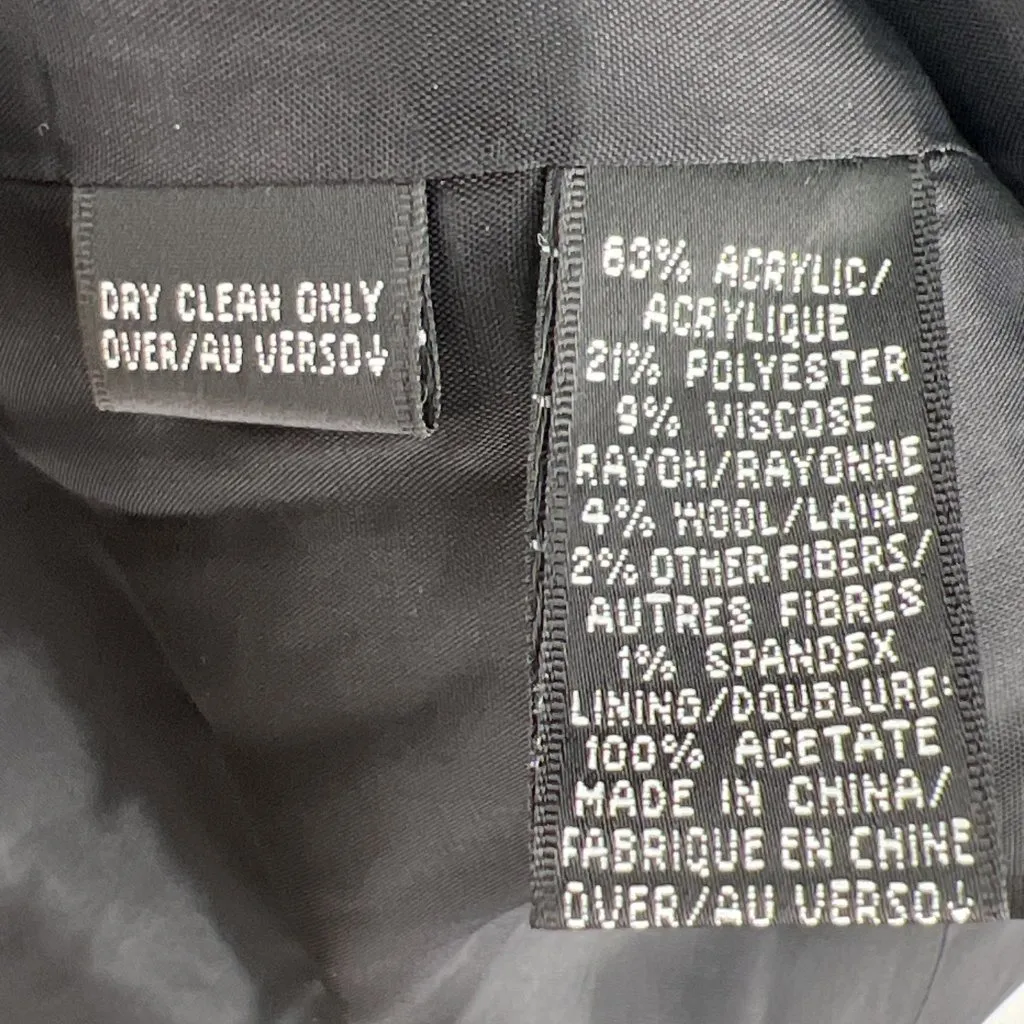 DRY CLEAN ONLY
OVER/AU VERSO↓
63% ACRYLIC/
ACRYLIQUE
21% POLYESTER
9% VISCOSE
RAYON/RAYONNE
4% WOOL/LAINE
2% OTHER FIBERS/
AUTRES FIBRES
1% SPANDEX
LINING/DOUBLURE:
100% ACETATE
MADE IN CHINA/
FABRIQUE EN CHINE
OVER/AU VERSO↓